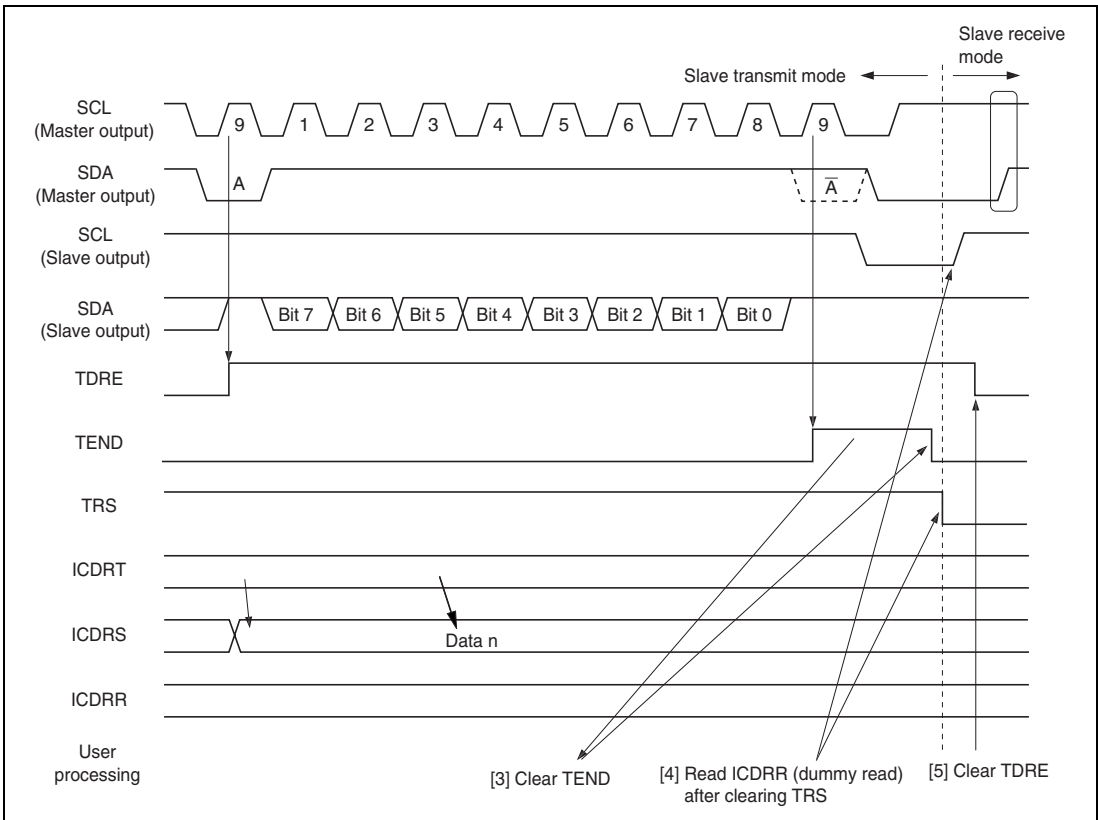 Slave receive
mode
Slave transmit mode
SCL
(Master output)
9 1 2 3 4 5 6 7 8 9
SDA
(Master output)
A A̅
SCL
(Slave output)
SDA
(Slave output)
Bit 7 Bit 6 Bit 5 Bit 4 Bit 3 Bit 2 Bit 1 Bit 0
TDRE
TEND
TRS
ICDRT
ICDRS
Data n
ICDRR
User
processing
[3] Clear TEND
[4] Read ICDRR (dummy read)
after clearing TRS
[5] Clear TDRE